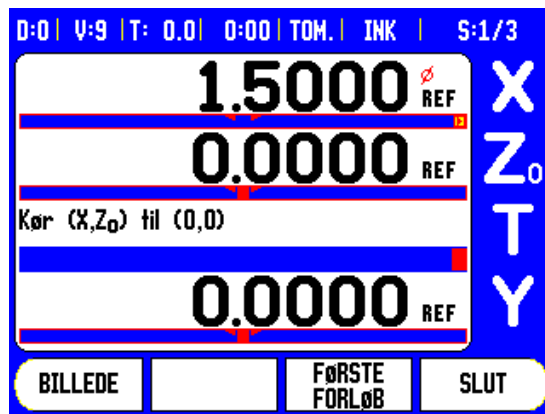 D:0 | V:9 | T: 0.0 | 0:00 | TOM. | INK | S:1/3
1.5000 Ø REF X
0.0000 REF Z0
Kør (X,Z0) til (0,0)
T
0.0000 REF Y
BILLEDE
FØRSTE
FORLØB
SLUT